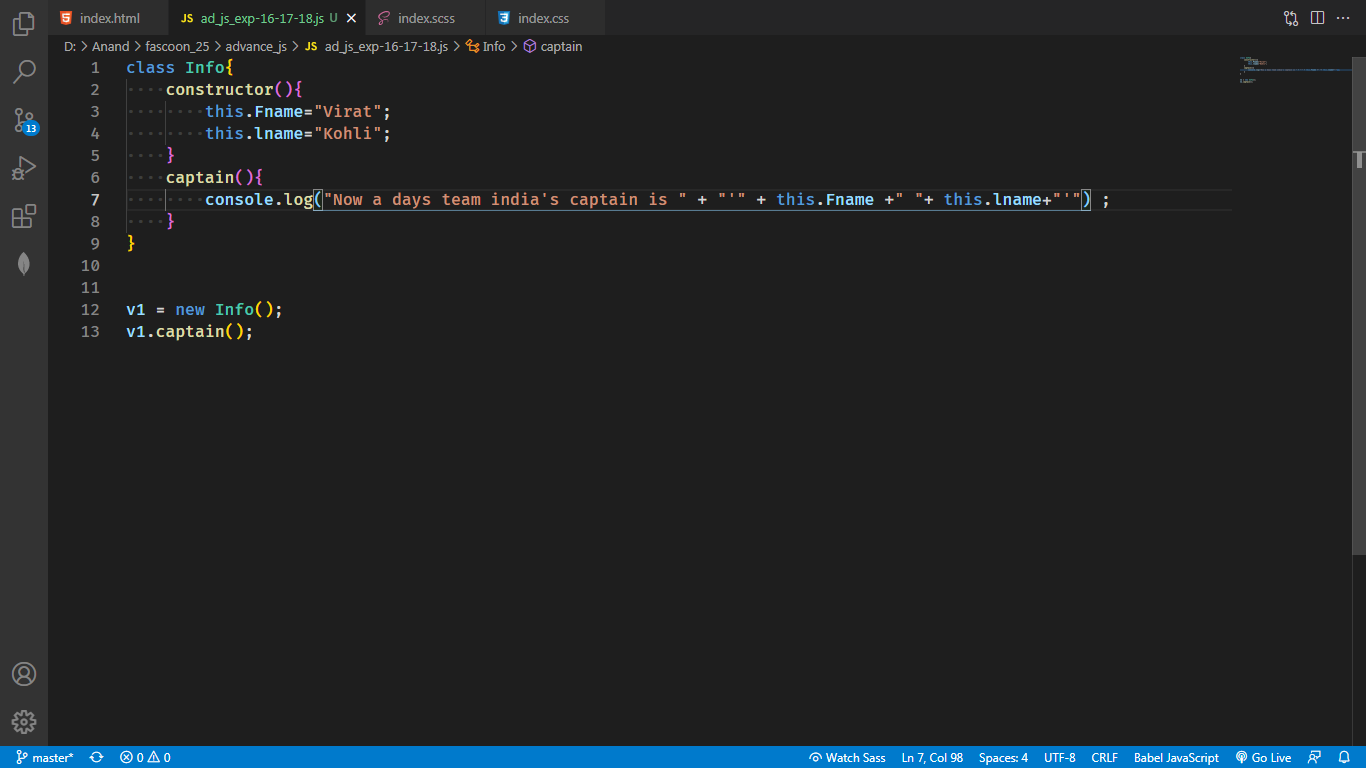 index.html JS ad_js_exp-16-17-18.js U index.scss index.css
D: > Anand > fascoon_25 > advance_js > JS ad_js_exp-16-17-18.js > Info > captain
1 class Info{
2 constructor(){
3 this.Fname="Virat";
4 this.lname="Kohli";
5 }
6 captain(){
7 console.log("Now a days team india's captain is " + "'" + this.Fname +" "+ this.lname+"'") ;
8 }
9 }
10
11
12 v1 = new Info();
13 v1.captain();
13
master* 0 0 Watch Sass Ln 7, Col 98 Spaces: 4 UTF-8 CRLF Babel JavaScript Go Live